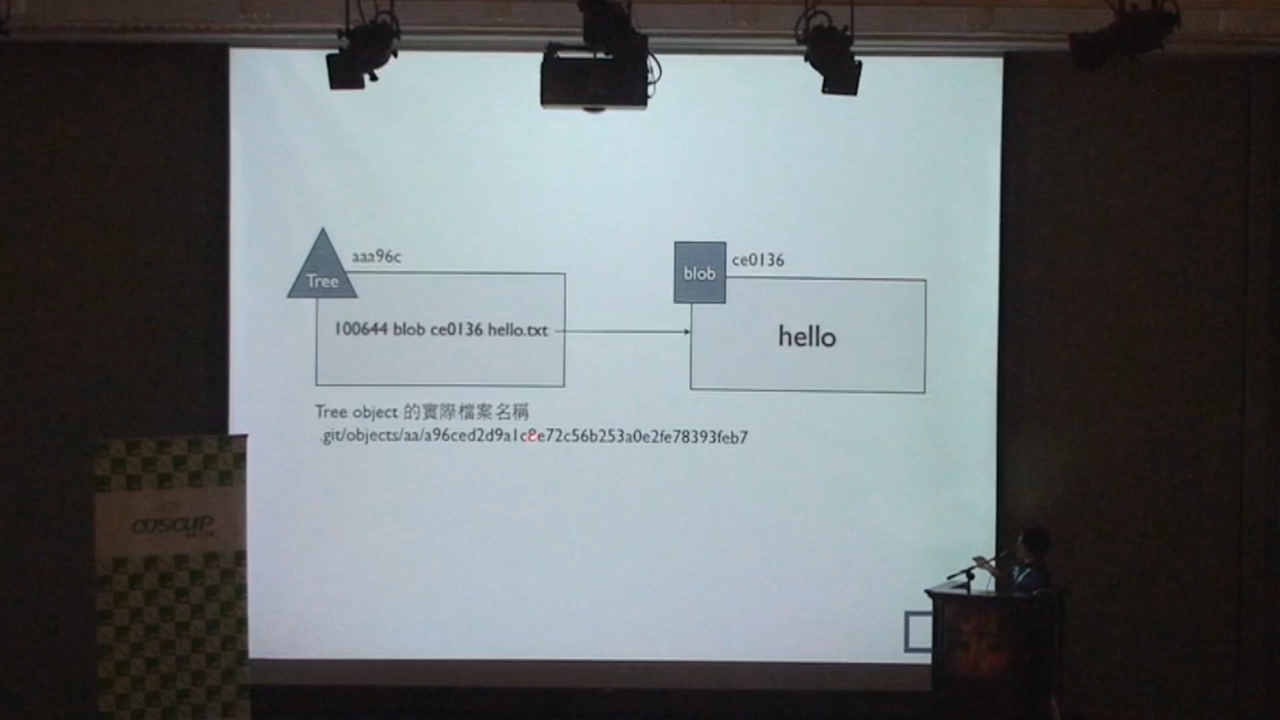 aaa96c
Tree
100644 blob ce0136 hello.txt
ce0136
blob
hello
Tree object 的實際檔案名稱
.git/objects/aa/a96ced2d9a1c8e72c56b253a0e2fe78393feb7
COSCUP